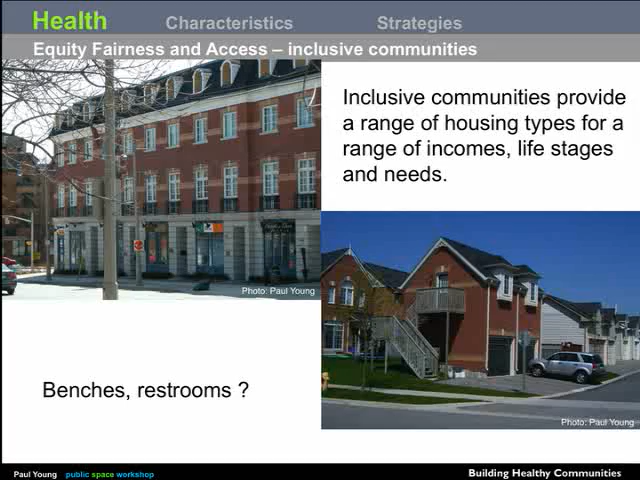 Health Characteristics Strategies
Equity Fairness and Access – inclusive communities
Inclusive communities provide
a range of housing types for a
range of incomes, life stages
and needs.
Photo: Paul Young
Benches, restrooms ?
Photo: Paul Young
Paul Young public space workshop
Building Healthy Communities